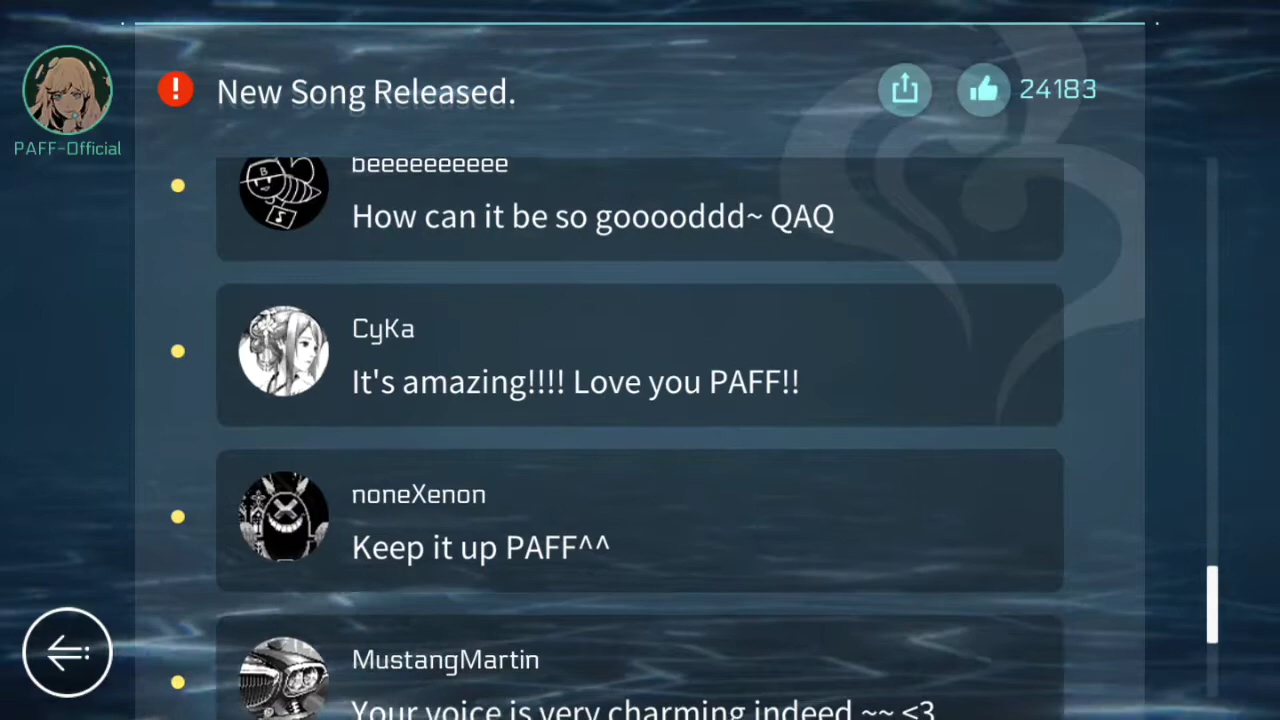 New Song Released.
24183
PAFF-Official
beeeeeeeeee
How can it be so gooooddd~ QAQ
CyKa
It's amazing!!!! Love you PAFF!!
noneXenon
Keep it up PAFF^^
MustangMartin
Your voice is very charming indeed ~~ <3